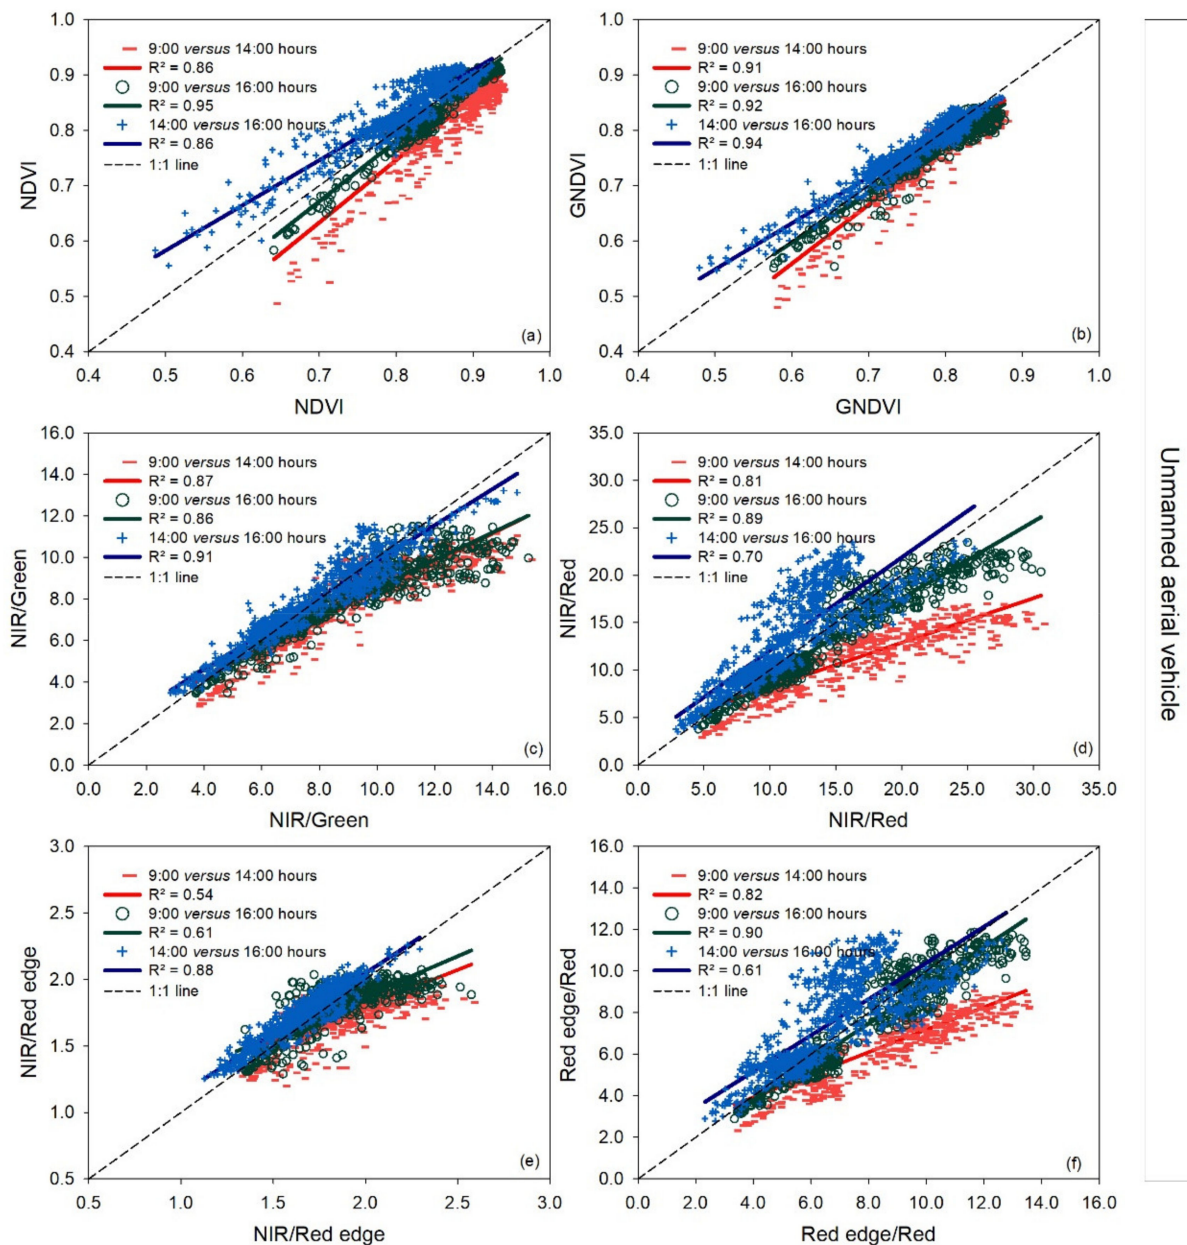 1.0
0.9
0.8
0.7
0.6
0.5
0.4
NDVI
9:00 versus 14:00 hours
R² = 0.86
9:00 versus 16:00 hours
R² = 0.95
14:00 versus 16:00 hours
R² = 0.86
1:1 line
(a)
0.4 0.5 0.6 0.7 0.8 0.9 1.0
NDVI
1.0
0.9
0.8
0.7
0.6
0.5
0.4
GNDVI
9:00 versus 14:00 hours
R² = 0.91
9:00 versus 16:00 hours
R² = 0.92
14:00 versus 16:00 hours
R² = 0.94
1:1 line
(b)
0.4 0.5 0.6 0.7 0.8 0.9 1.0
GNDVI
16.0
14.0
12.0
10.0
8.0
6.0
4.0
2.0
0.0
NIR/Green
9:00 versus 14:00 hours
R² = 0.87
9:00 versus 16:00 hours
R² = 0.86
14:00 versus 16:00 hours
R² = 0.91
1:1 line
(c)
0.0 2.0 4.0 6.0 8.0 10.0 12.0 14.0 16.0
NIR/Green
35.0
30.0
25.0
20.0
15.0
10.0
5.0
0.0
NIR/Red
9:00 versus 14:00 hours
R² = 0.81
9:00 versus 16:00 hours
R² = 0.89
14:00 versus 16:00 hours
R² = 0.70
1:1 line
(d)
0.0 5.0 10.0 15.0 20.0 25.0 30.0 35.0
NIR/Red
3.0
2.5
2.0
1.5
1.0
0.5
NIR/Red edge
9:00 versus 14:00 hours
R² = 0.54
9:00 versus 16:00 hours
R² = 0.61
14:00 versus 16:00 hours
R² = 0.88
1:1 line
(e)
0.5 1.0 1.5 2.0 2.5 3.0
NIR/Red edge
16.0
14.0
12.0
10.0
8.0
6.0
4.0
2.0
0.0
Red edge/Red
9:00 versus 14:00 hours
R² = 0.82
9:00 versus 16:00 hours
R² = 0.90
14:00 versus 16:00 hours
R² = 0.61
1:1 line
(f)
0.0 2.0 4.0 6.0 8.0 10.0 12.0 14.0 16.0
Red edge/Red
Unmanned aerial vehicle